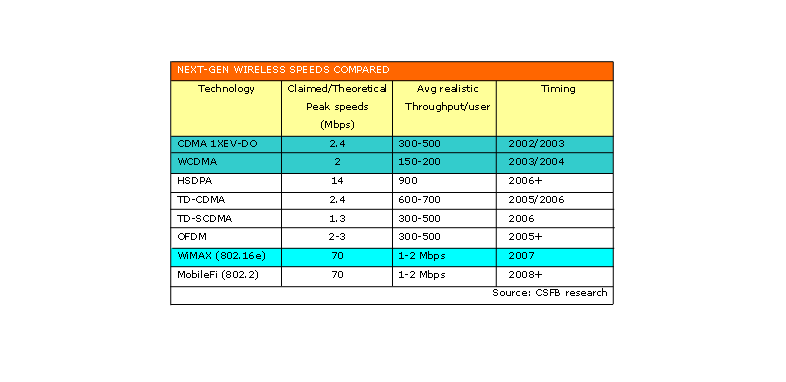 NEXT-GEN WIRELESS SPEEDS COMPARED
Technology Claimed/Theoretical Avg realistic Timing
Peak speeds Throughput/user
(Mbps)
CDMA 1XEV-DO 2.4 300-500 2002/2003
WCDMA 2 150-200 2003/2004
HSDPA 14 900 2006+
TD-CDMA 2.4 600-700 2005/2006
TD-SCDMA 1.3 300-500 2006
OFDM 2-3 300-500 2005+
WiMAX (802.16e) 70 1-2 Mbps 2007
MobileFi (802.2) 70 1-2 Mbps 2008+
Source: CSFB research